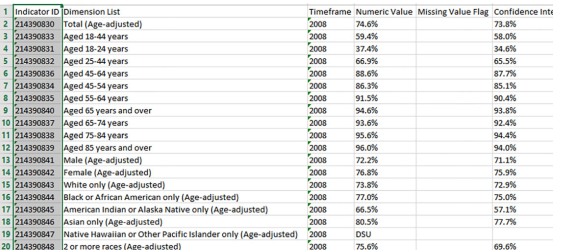 1 Indicator ID Dimension List Timeframe Numeric Value Missing Value Flag Confidence Inte
2 214390830 Total (Age-adjusted) 2008 74.6% 73.8%
3 214390833 Aged 18-44 years 2008 59.4% 58.0%
4 214390831 Aged 18-24 years 2008 37.4% 34.6%
5 214390832 Aged 25-44 years 2008 66.9% 65.5%
6 214390836 Aged 45-64 years 2008 88.6% 87.7%
7 214390834 Aged 45-54 years 2008 86.3% 85.1%
8 214390835 Aged 55-64 years 2008 91.5% 90.4%
9 214390840 Aged 65 years and over 2008 94.6% 93.8%
10 214390837 Aged 65-74 years 2008 93.6% 92.4%
11 214390838 Aged 75-84 years 2008 95.6% 94.4%
12 214390839 Aged 85 years and over 2008 96.0% 94.0%
13 214390841 Male (Age-adjusted) 2008 72.2% 71.1%
14 214390842 Female (Age-adjusted) 2008 76.8% 75.9%
15 214390843 White only (Age-adjusted) 2008 73.8% 72.9%
16 214390844 Black or African American only (Age-adjusted) 2008 77.0% 75.0%
17 214390845 American Indian or Alaska Native only (Age-adjusted) 2008 66.5% 57.1%
18 214390846 Asian only (Age-adjusted) 2008 80.5% 77.7%
19 214390847 Native Hawaiian or Other Pacific Islander only (Age-adjusted) 2008 DSU
20 214390848 2 or more races (Age-adjusted) 2008 75.6% 69.6%